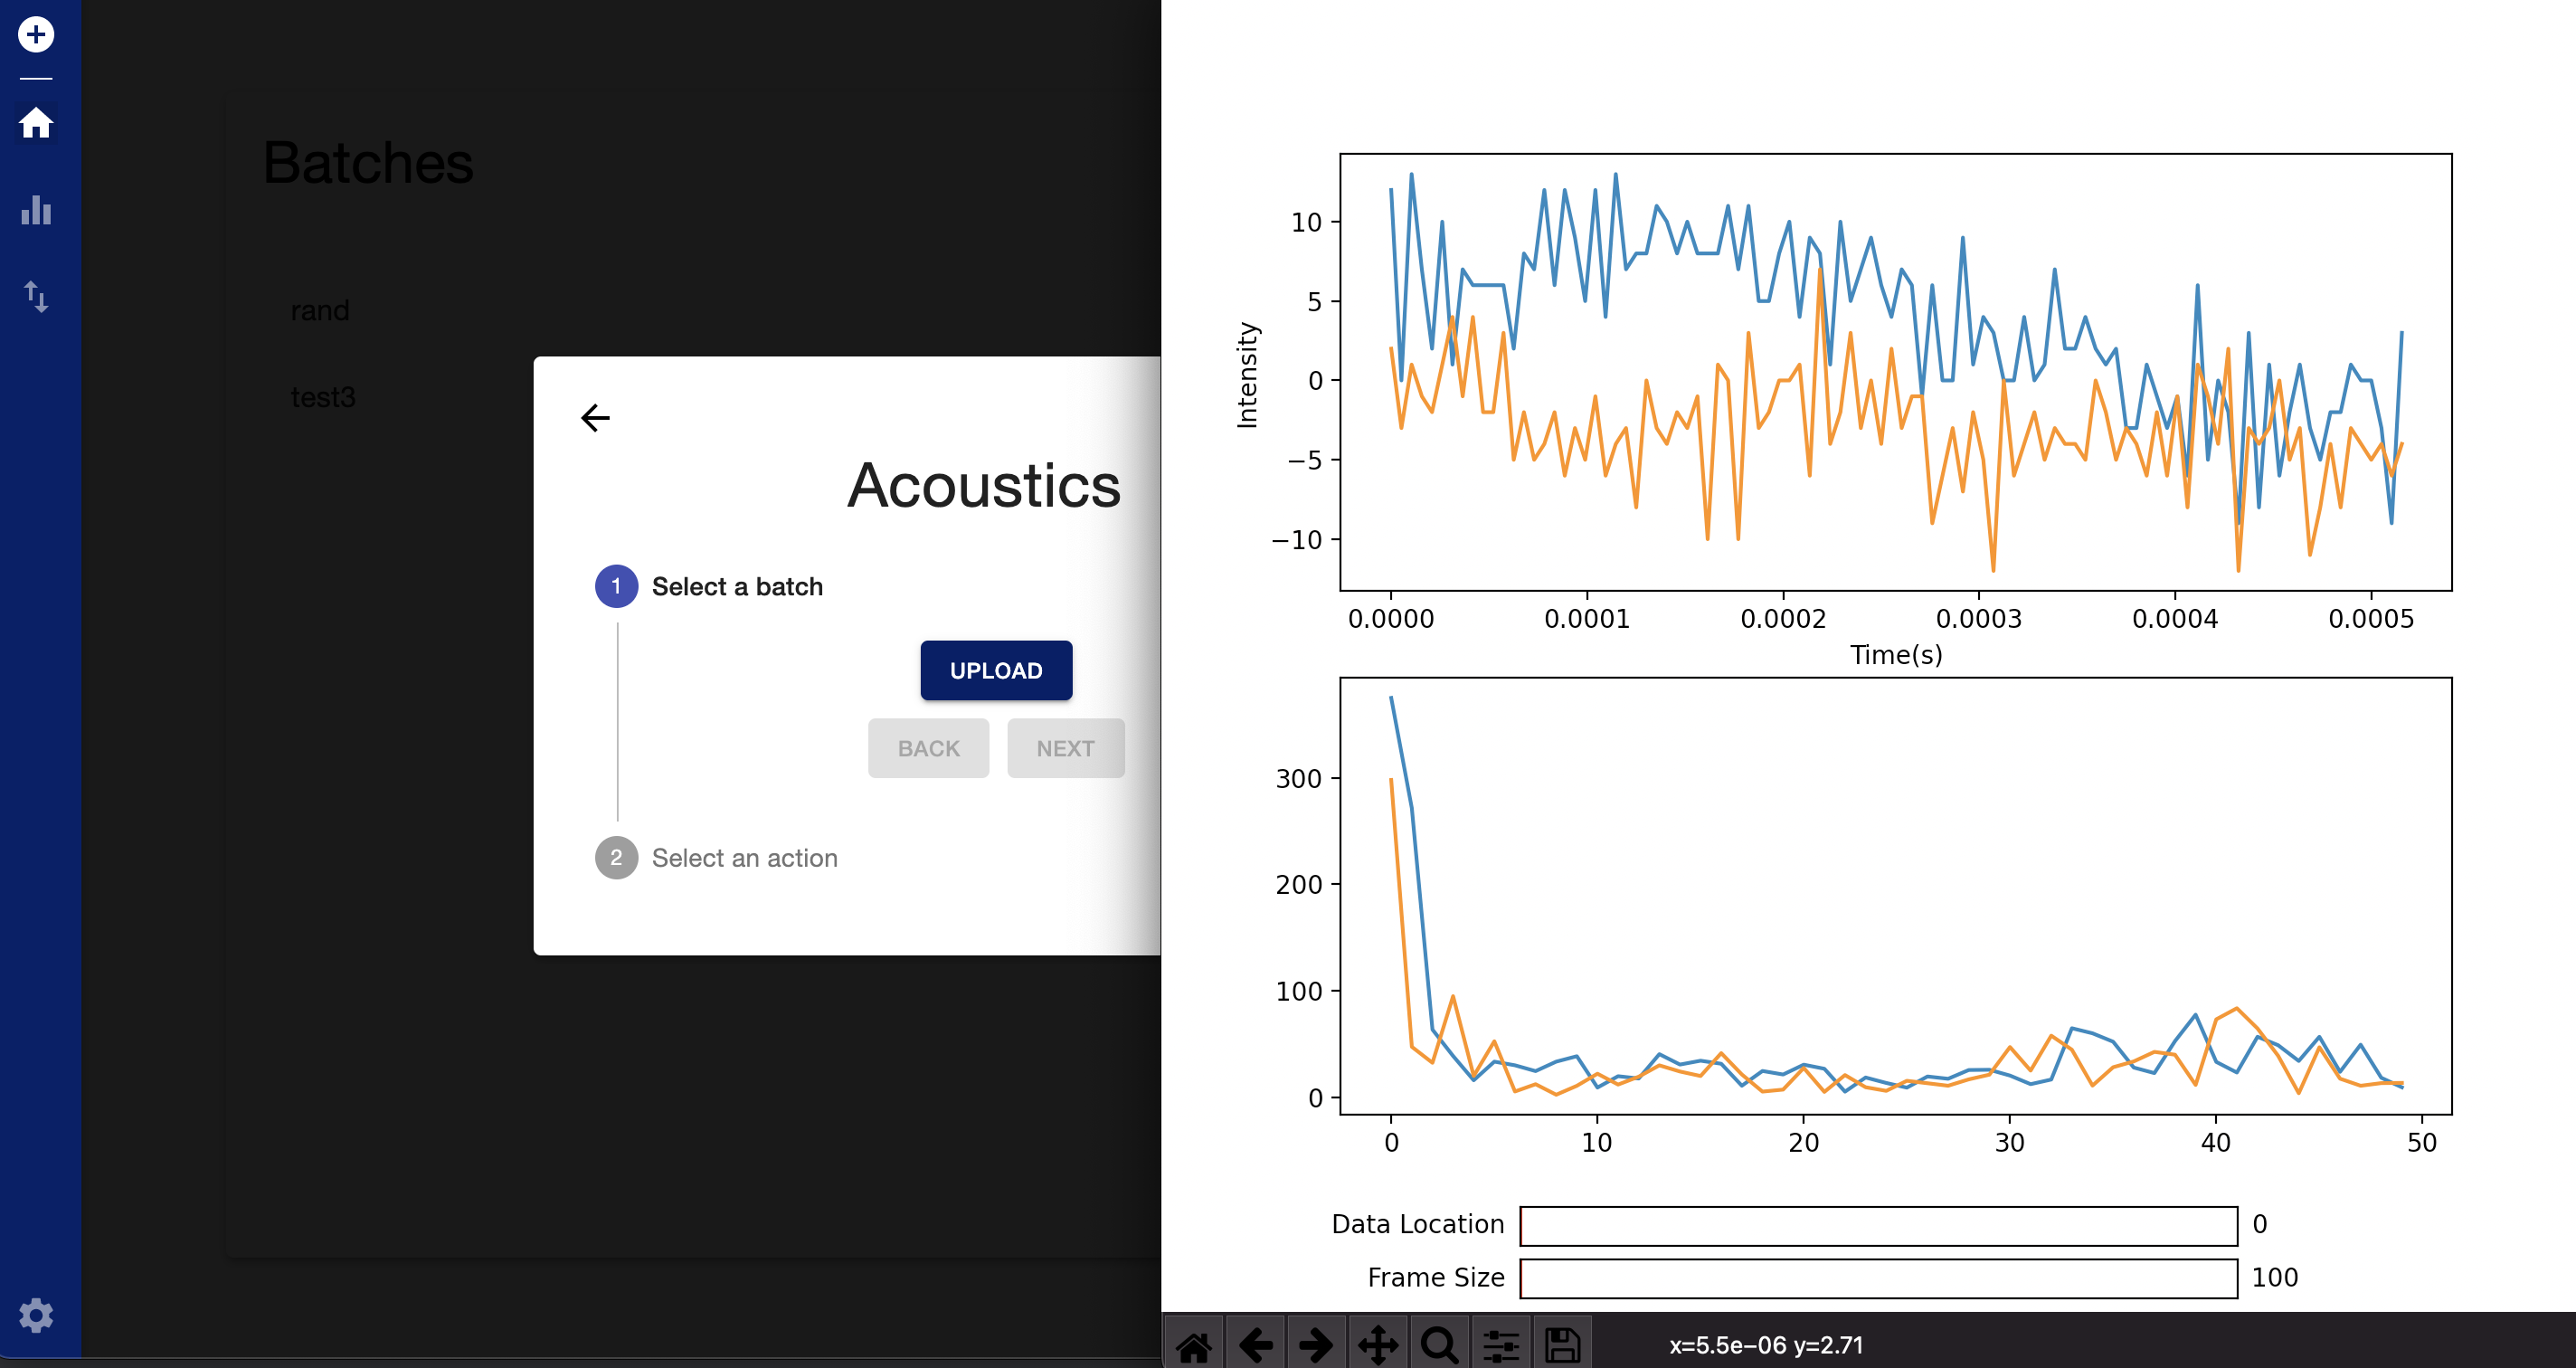 Batches
rand
test3
Acoustics
1 Select a batch
UPLOAD
BACK NEXT
2 Select an action
10
5
0
−5
−10
Intensity
0.0000 0.0001 0.0002 0.0003 0.0004 0.0005
Time(s)
300
200
100
0
0 10 20 30 40 50
Data Location 0
Frame Size 100
x=5.5e−06 y=2.71